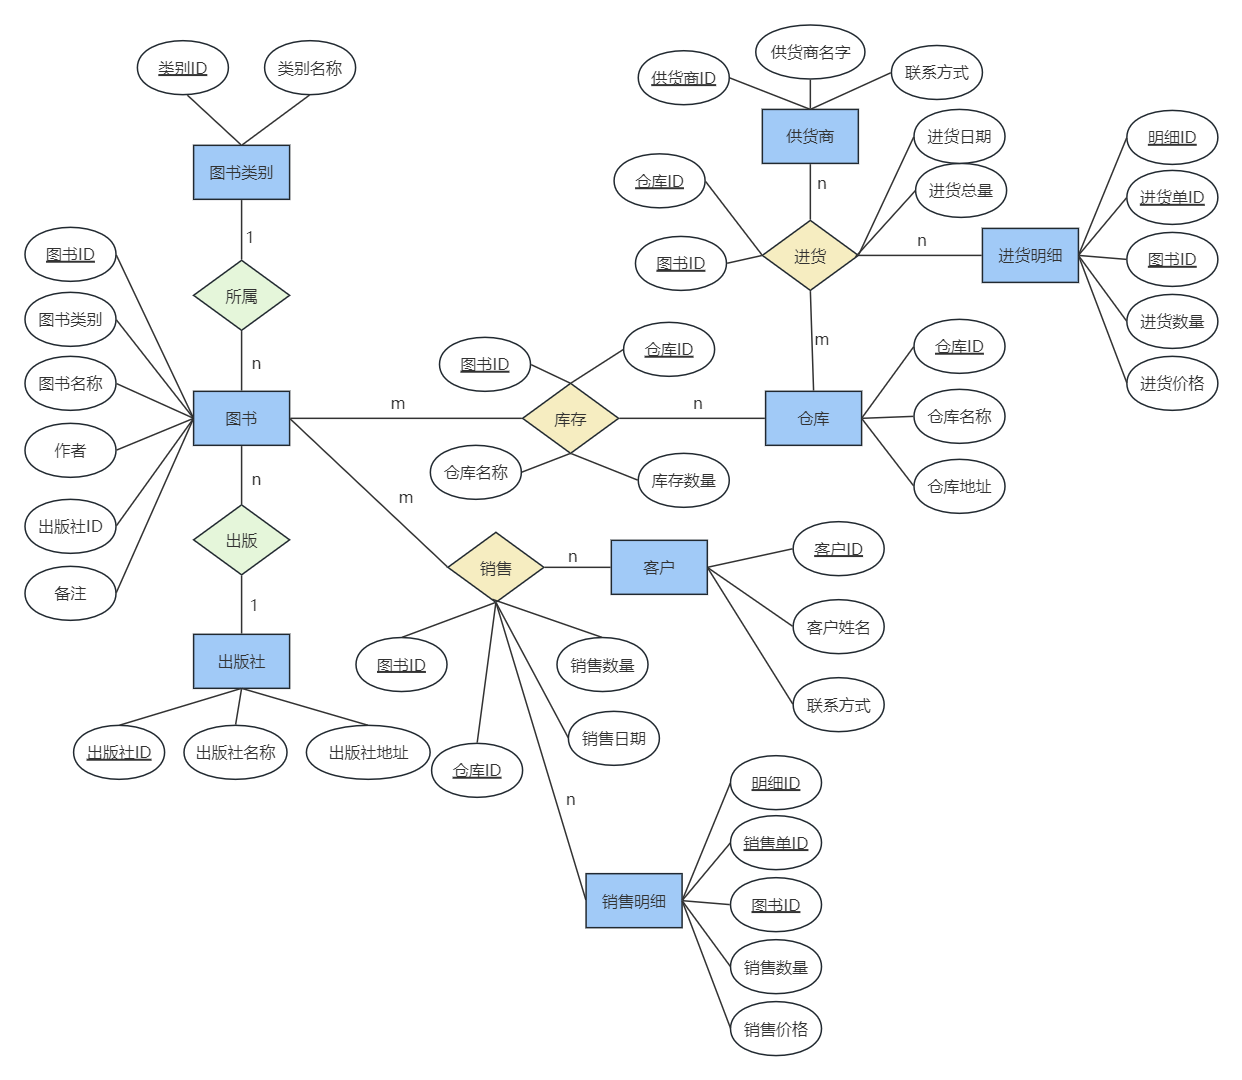 供货商名字
类别ID
类别名称
供货商ID
联系方式
供货商
进货日期
明细ID
图书类别
n
仓库ID
进货总量
进货单ID
1
图书ID
图书ID
进货
n
进货明细
图书ID
所属
图书类别
进货数量
m
仓库ID
仓库ID
n
图书ID
图书名称
进货价格
图书
m
库存
n
仓库
仓库名称
作者
仓库名称
n
库存数量
仓库地址
m
出版社ID
出版
客户ID
销售
n
客户
备注
1
客户姓名
出版社
图书ID
销售数量
联系方式
出版社ID
出版社名称
出版社地址
销售日期
仓库ID
明细ID
n
销售单ID
销售明细
图书ID
销售数量
销售价格